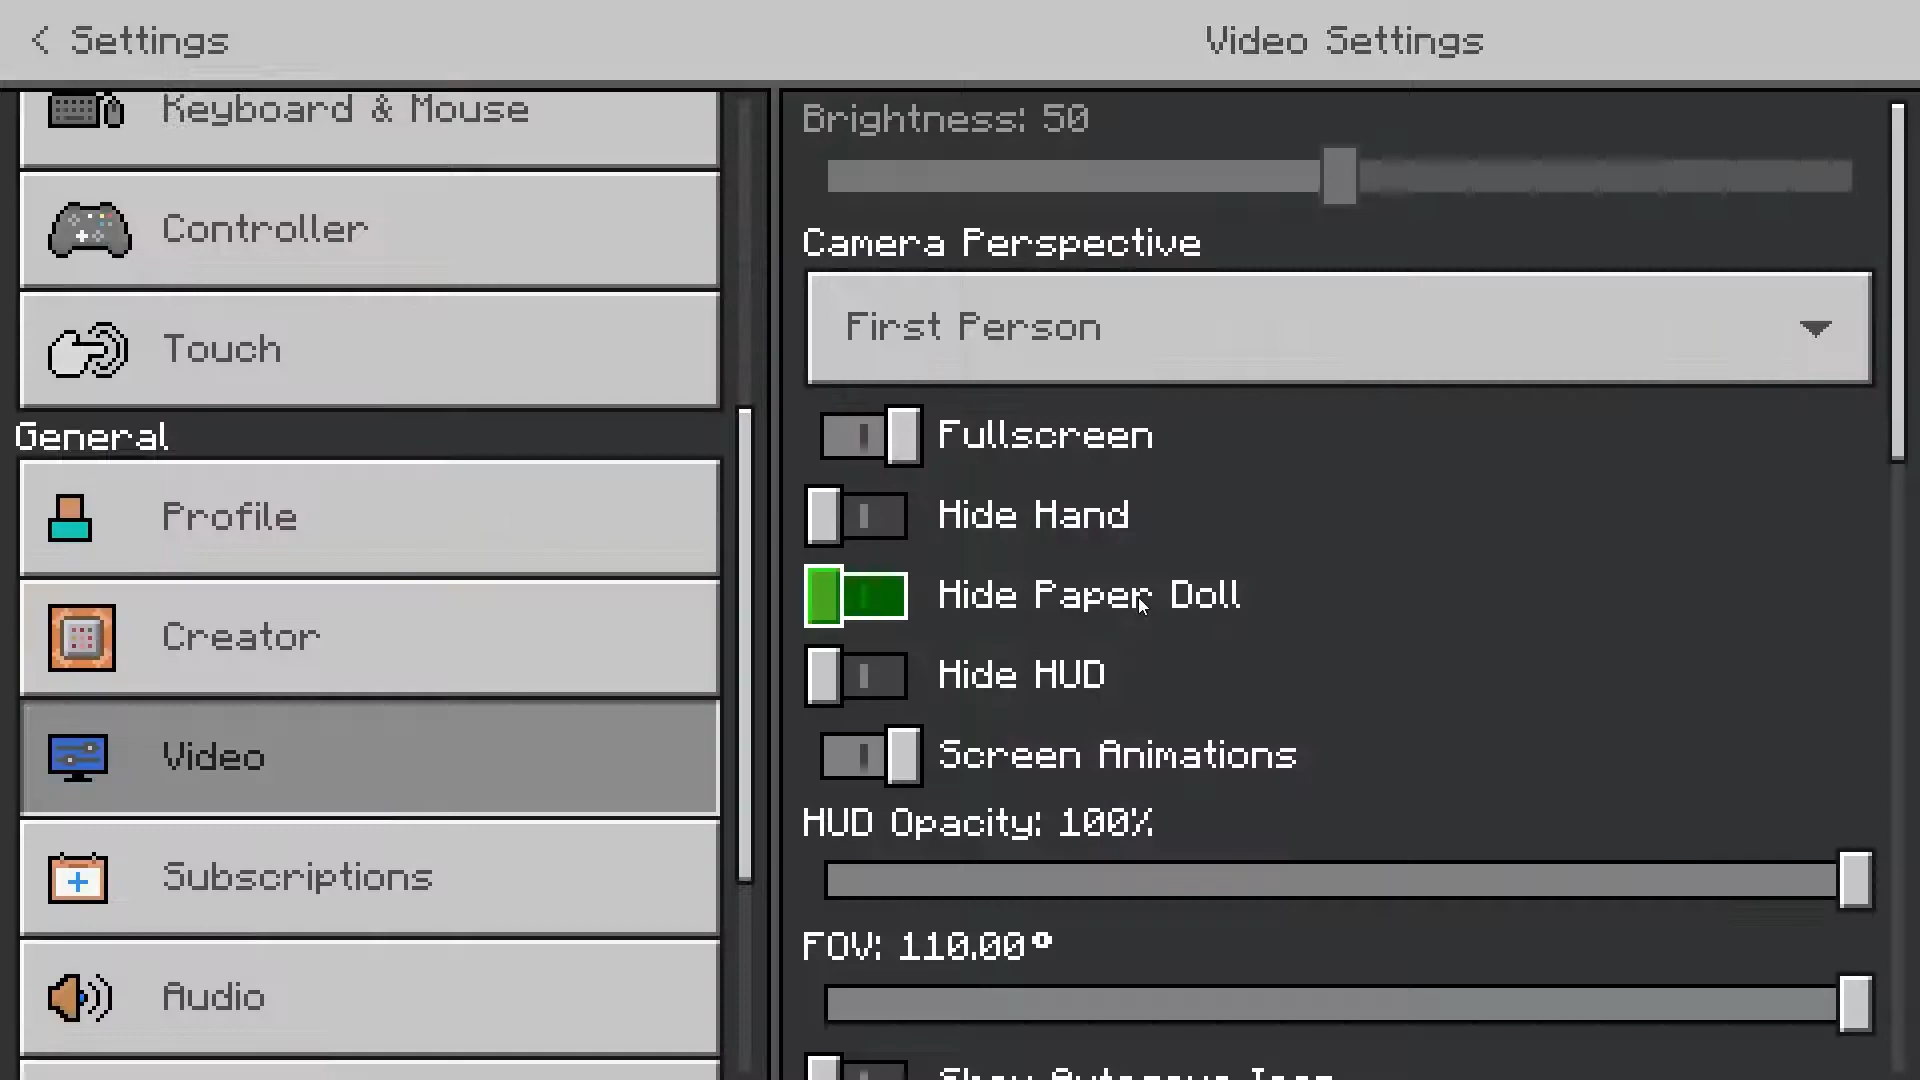 Settings
Video Settings
Keyboard & Mouse
Controller
Touch
General
Profile
Creator
Video
Subscriptions
Audio
Brightness: 50
Camera Perspective
First Person
Fullscreen
Hide Hand
Hide Paper Doll
Hide HUD
Screen Animations
HUD Opacity: 100%
FOV: 110.00°